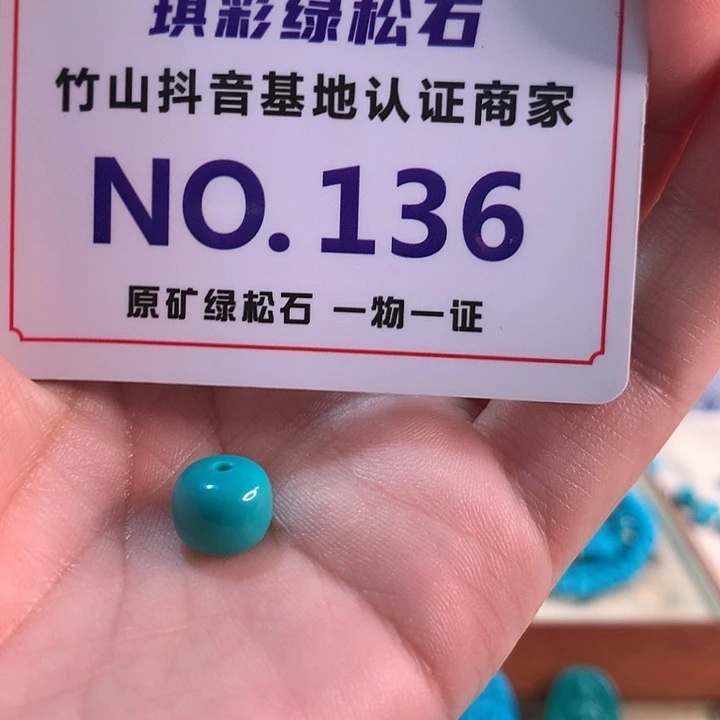 琪彩绿松石
竹山抖音基地认证商家
NO.136
原矿绿松石 一物一证